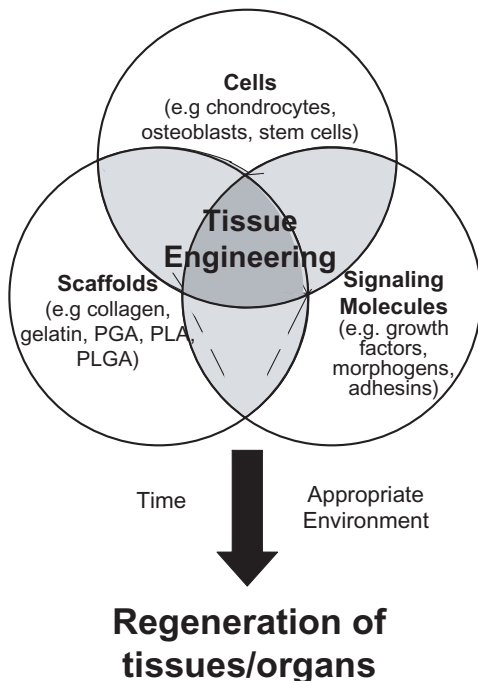 Cells
(e.g chondrocytes,
osteoblasts, stem cells)
Tissue
Engineering
Scaffolds
(e.g collagen,
gelatin, PGA, PLA,
PLGA)
Signaling
Molecules
(e.g. growth
factors,
morphogens,
adhesins)
Time
Appropriate
Environment
Regeneration of
tissues/organs